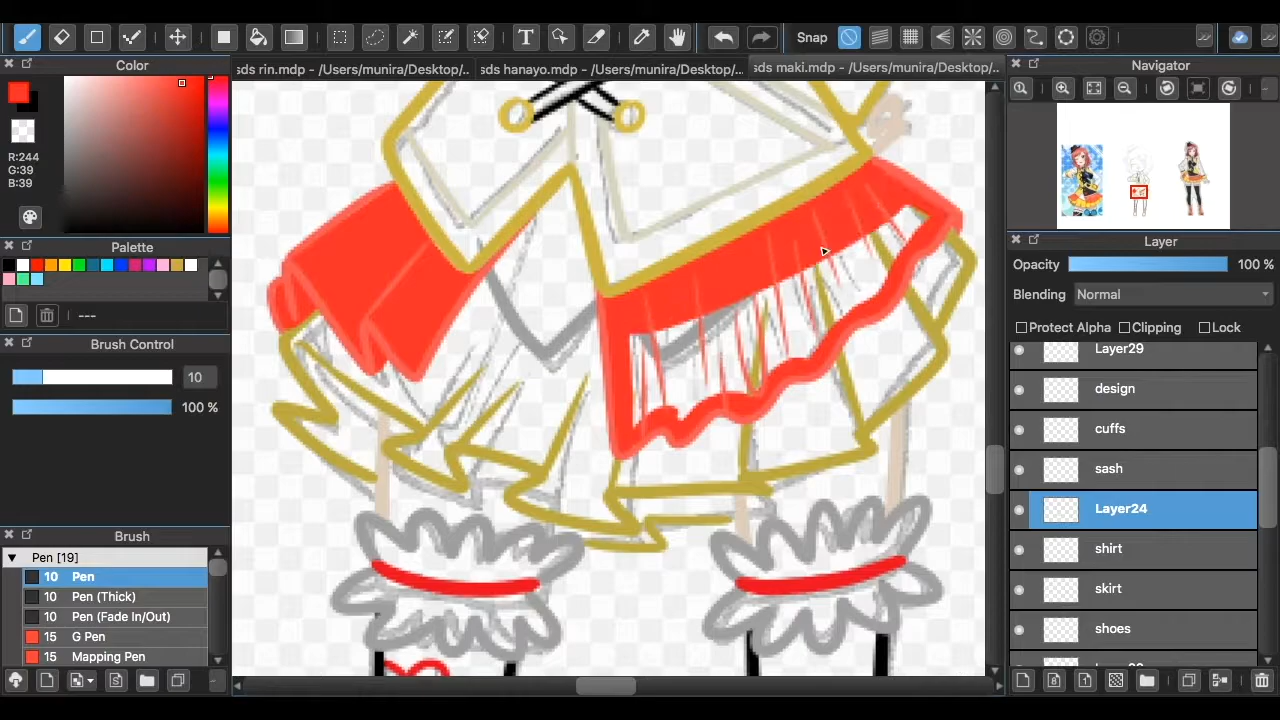 T
Snap
Color
sds rin.mdp - /Users/munira/Desktop/..
sds hanayo.mdp - /Users/munira/Desktop/...
sds maki.mdp - /Users/munira/Desktop/...
Navigator
R:244
G:39
B:39
Palette
---
Brush Control
10
100 %
Brush
Pen [19]
10 Pen
10 Pen (Thick)
10 Pen (Fade In/Out)
15 G Pen
15 Mapping Pen
Layer
Opacity 100 %
Blending Normal
Protect Alpha Clipping Lock
Layer29
design
cuffs
sash
Layer24
shirt
skirt
shoes